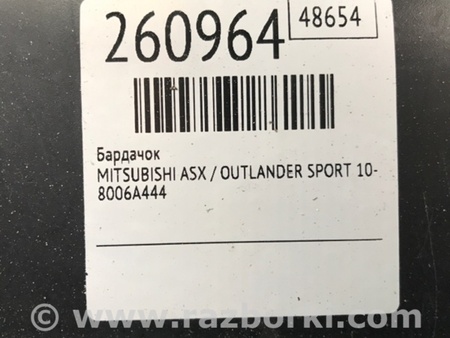 260964
48654
Бардачок
MITSUBISHI ASX / OUTLANDER SPORT 10-
8006A444
© www.razborki.com